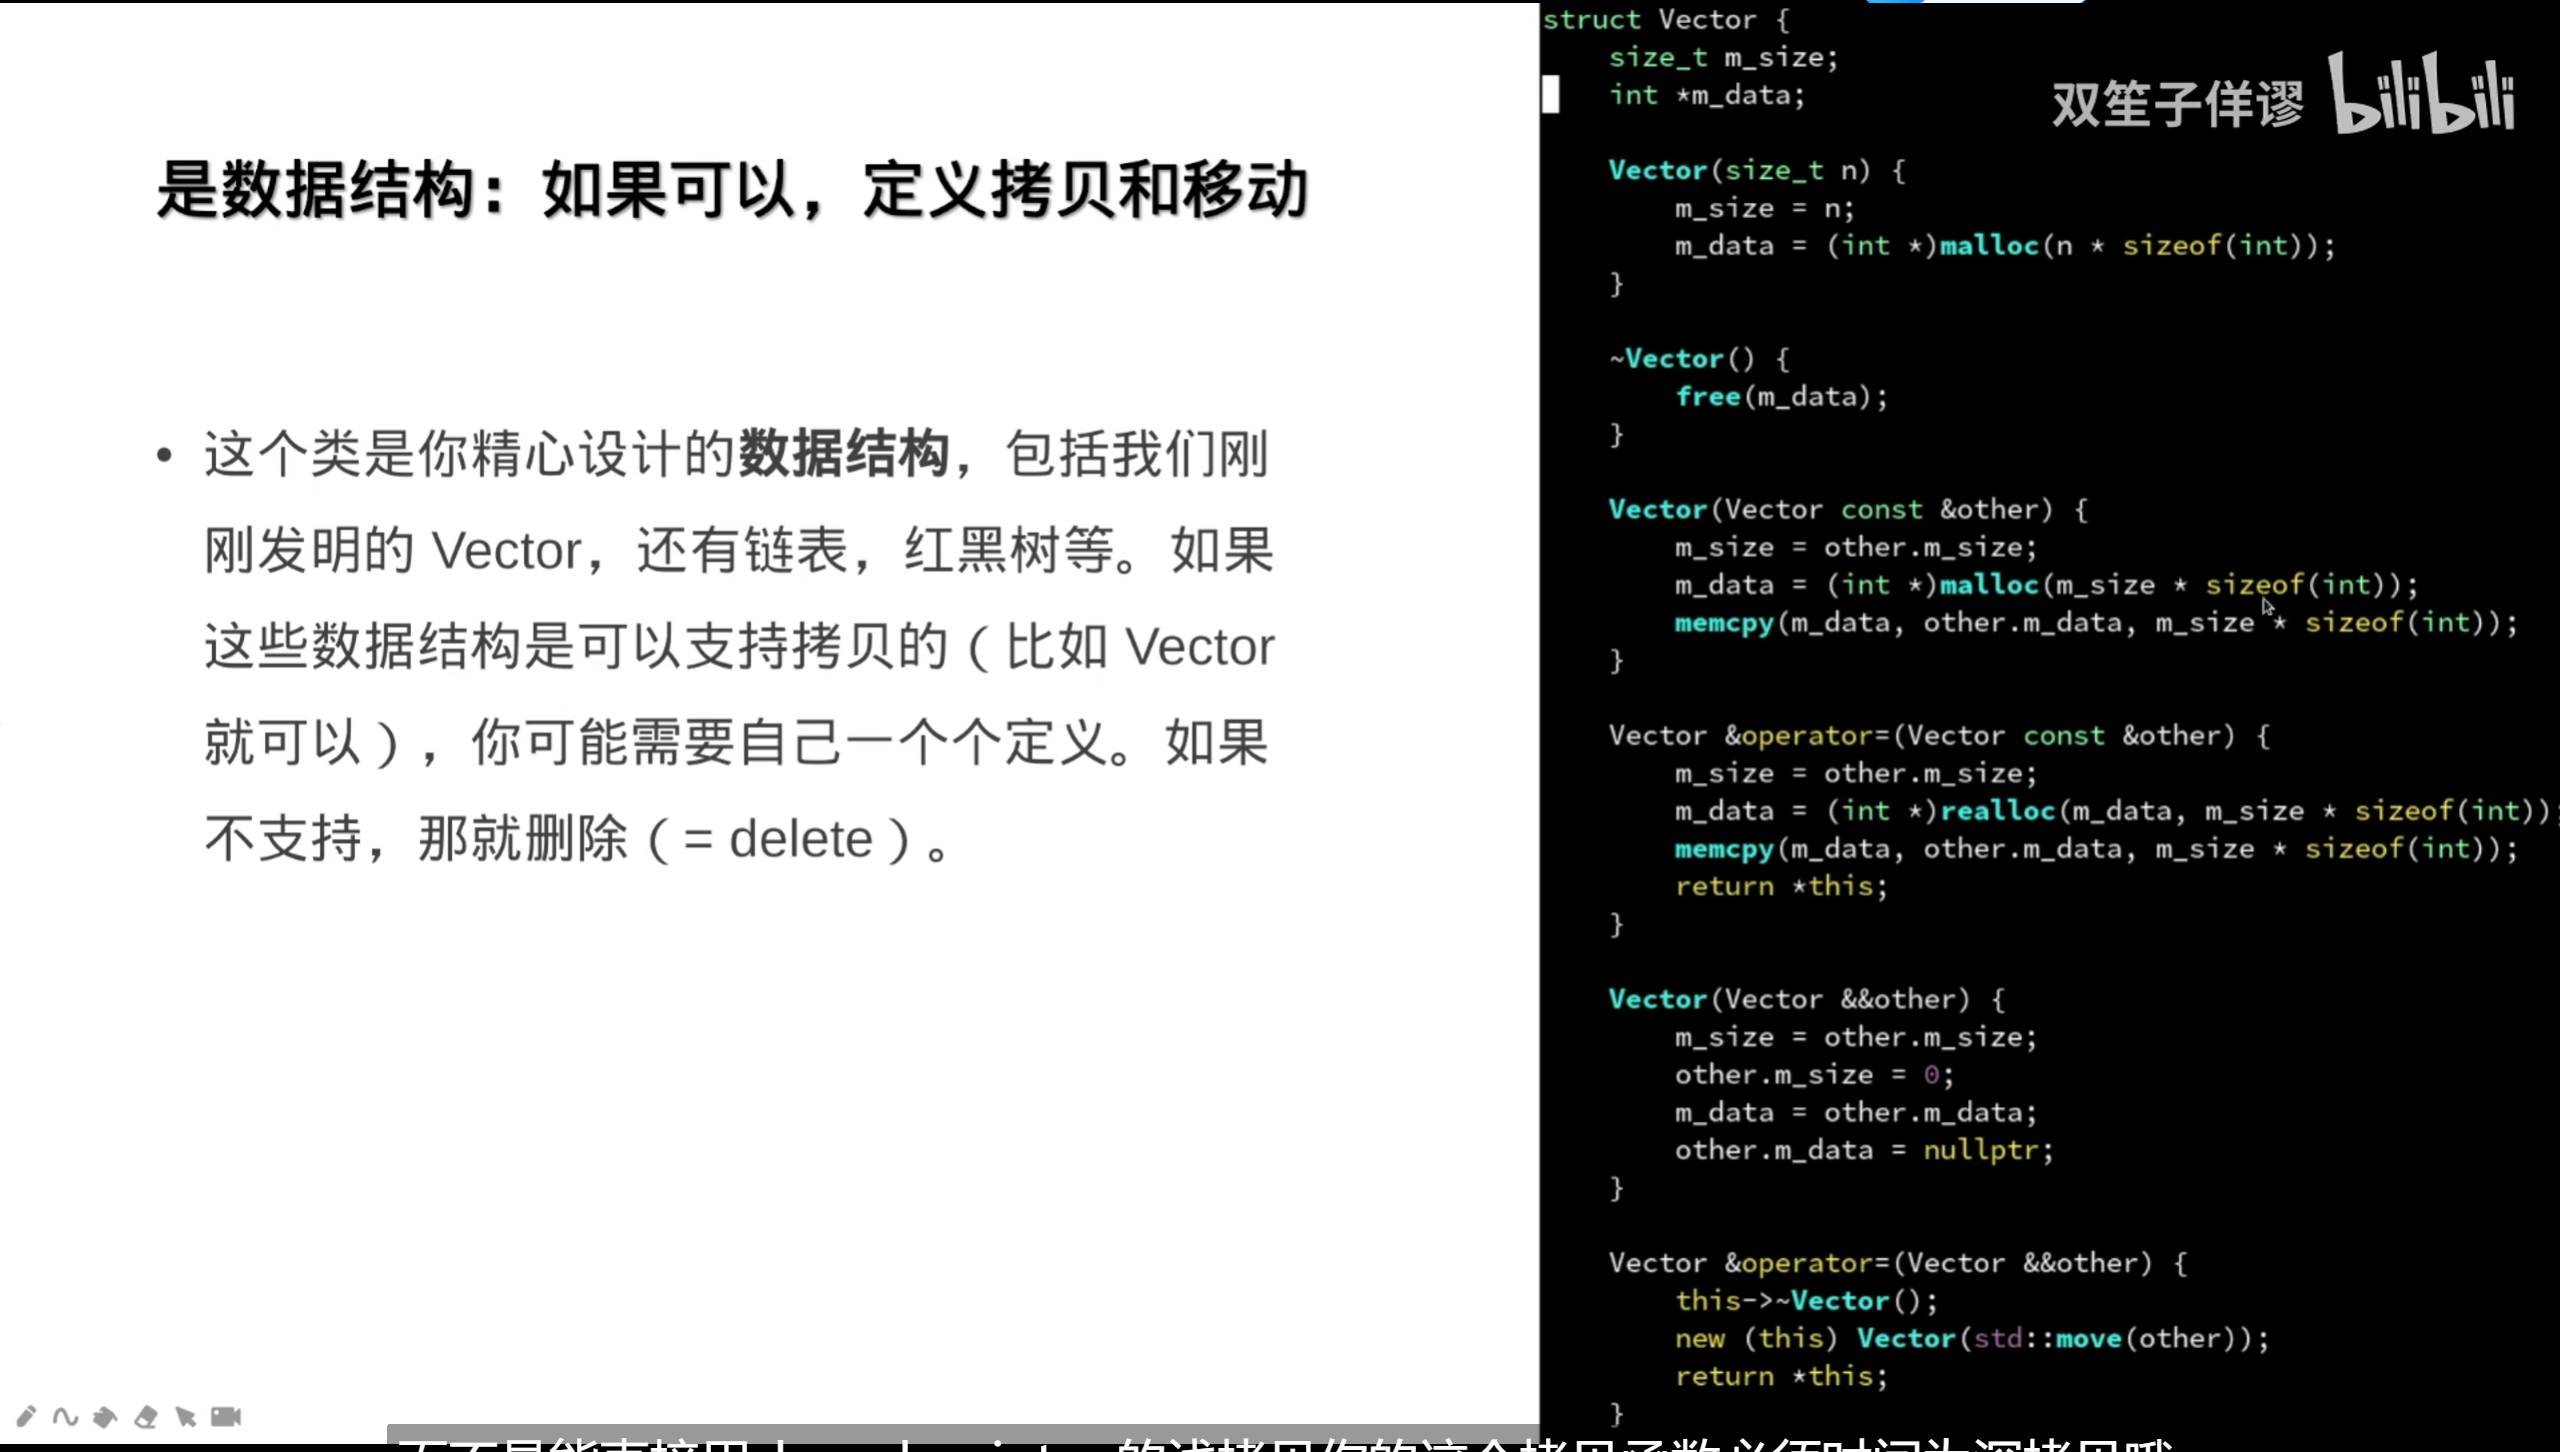 是数据结构：如果可以，定义拷贝和移动
• 这个类是你精心设计的数据结构，包括我们刚
刚发明的 Vector，还有链表，红黑树等。如果
这些数据结构是可以支持拷贝的（比如 Vector
就可以），你可能需要自己一个个定义。如果
不支持，那就删除（= delete）。
struct Vector {
    size_t m_size;
    int *m_data;
双笙子佯谬 bilibili
    Vector(size_t n) {
        m_size = n;
        m_data = (int *)malloc(n * sizeof(int));
    }
    ~Vector() {
        free(m_data);
    }
    Vector(Vector const &other) {
        m_size = other.m_size;
        m_data = (int *)malloc(m_size * sizeof(int));
        memcpy(m_data, other.m_data, m_size * sizeof(int));
    }
    Vector &operator=(Vector const &other) {
        m_size = other.m_size;
        m_data = (int *)realloc(m_data, m_size * sizeof(int));
        memcpy(m_data, other.m_data, m_size * sizeof(int));
        return *this;
    }
    Vector(Vector &&other) {
        m_size = other.m_size;
        other.m_size = 0;
        m_data = other.m_data;
        other.m_data = nullptr;
    }
    Vector &operator=(Vector &&other) {
        this->~Vector();
        new (this) Vector(std::move(other));
        return *this;
    }